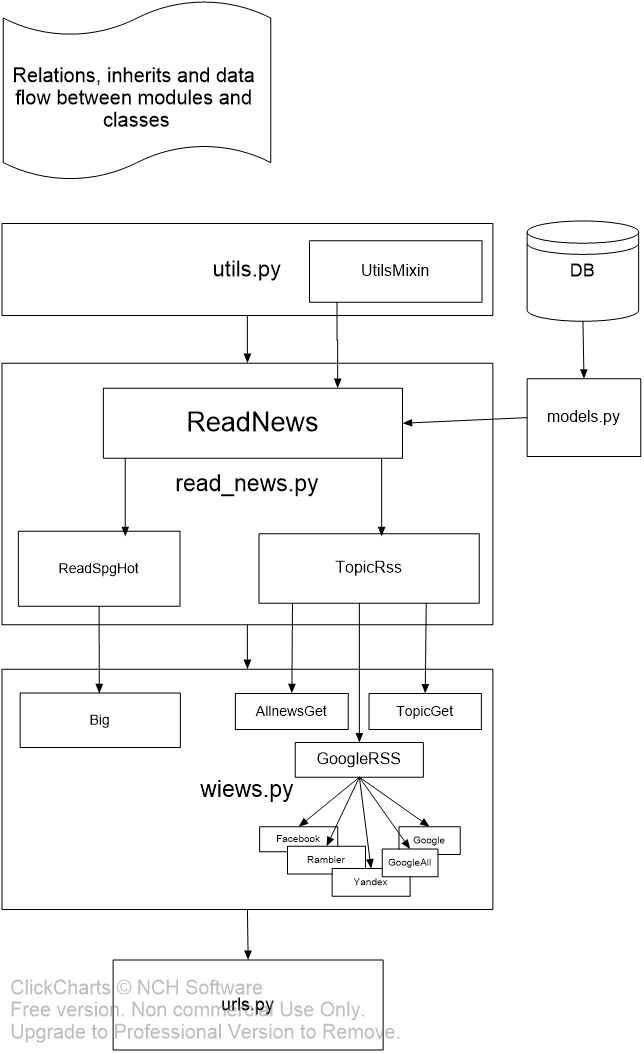 Relations, inherits and data
flow between modules and
classes
utils.py
UtilsMixin
DB
ReadNews
models.py
read_news.py
ReadSpgHot
TopicRss
Big
AllnewsGet
TopicGet
GoogleRSS
wiews.py
Facebook
Google
Rambler
GoogleAll
Yandex
urls.py
ClickCharts © NCH Software
Free version. Non commercial Use Only.
Upgrade to Professional Version to Remove.